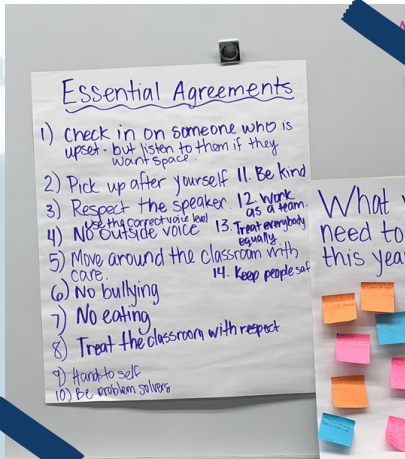 Essential Agreements
1) Check in on someone who is
upset. but listen to them if they
want space.
2) Pick up after yourself
3) Respect the speaker.
use the correct voice level
4) No outside voice
5) Move around the classroom with
care.
6) No bullying
7) No eating
8) Treat the classroom with respect
9) Hands to self
10) Be problem solvers
11. Be kind
12. Work
as a team.
13. Treat everybody
equally
14. Keep people saf
What
need to
this yea